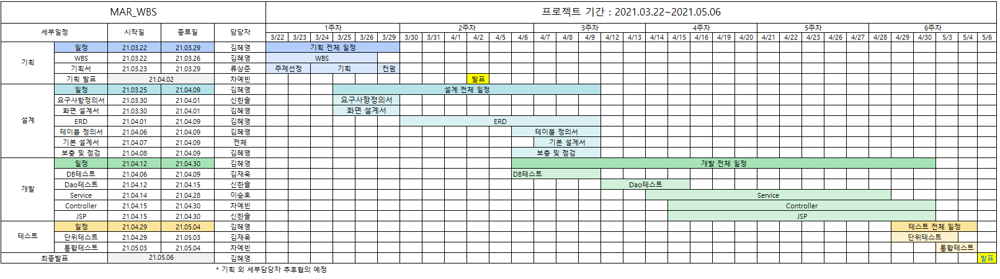 MAR_WBS 프로젝트 기간 : 2021.03.22~2021.05.06
세부일정 시작일 종료일 담당자 1주차 2주차 3주차 4주차 5주차 6주차
3/22 3/23 3/24 3/25 3/26 3/29 3/30 3/31 4/1 4/2 4/5 4/6 4/7 4/8 4/9 4/12 4/13 4/14 4/15 4/16 4/19 4/20 4/21 4/22 4/23 4/26 4/27 4/28 4/29 4/30 5/3 5/4 5/6
기획
일정 21.03.22 21.03.29 김혜영 기획 전체 일정
WBS 21.03.22 21.03.26 김혜영 WBS
기획서 21.03.23 21.03.29 류상준 주제선정 기획 컨펌
기획 발표 21.04.02 차예빈 발표
설계
일정 21.03.25 21.04.09 김혜영 설계 전체 일정
요구사항정의서 21.03.30 21.04.01 신한솔 요구사항정의서
화면 설계서 21.03.30 21.04.01 김혜영 화면 설계서
ERD 21.04.01 21.04.09 김혜영 ERD
테이블 정의서 21.04.06 21.04.09 김혜영 테이블 정의서
기본 설계서 21.04.07 21.04.09 전체 기본 설계서
보충 및 점검 21.04.08 21.04.09 김혜영 보충 및 점검
개발
일정 21.04.12 21.04.30 김혜영 개발 전체 일정
DB테스트 21.04.06 21.04.09 김재욱 DB테스트
Dao테스트 21.04.12 21.04.15 신한솔 Dao테스트
Service 21.04.14 21.04.28 이승호 Service
Controller 21.04.15 21.04.30 차예빈 Controller
JSP 21.04.15 21.04.30 신한솔 JSP
테스트
일정 21.04.29 21.05.04 김혜영 테스트 전체 일정
단위테스트 21.04.29 21.05.03 김재욱 단위테스트
통합테스트 21.05.03 21.05.04 차예빈 통합테스트
최종발표 21.05.06 김혜영 발표
* 기획 외 세부담당자 추후협의 예정